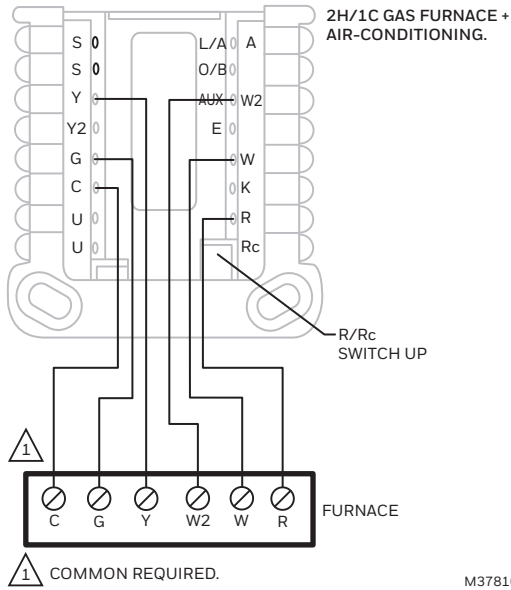 2H/1C GAS FURNACE +
AIR-CONDITIONING.
S L/A A
S O/B
Y AUX W2
Y2 E
G W
C K
U R
U Rc
R/Rc
SWITCH UP
1
C G Y W2 W R
FURNACE
1 COMMON REQUIRED.